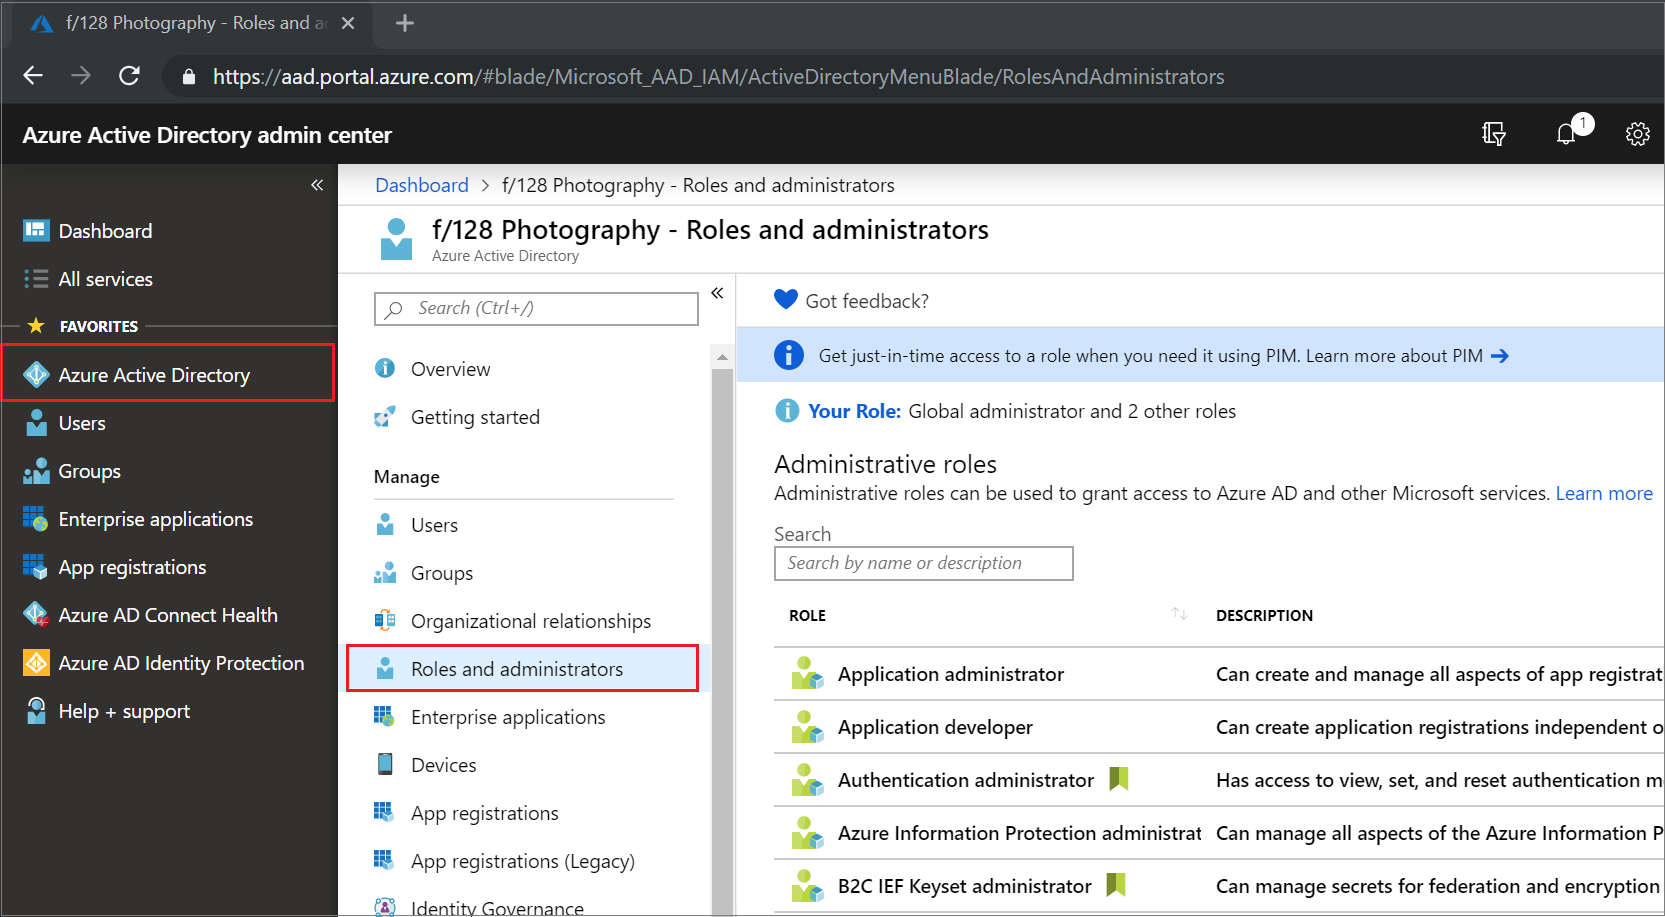 f/128 Photography - Roles and a
https://aad.portal.azure.com/#blade/Microsoft_AAD_IAM/ActiveDirectoryMenuBlade/RolesAndAdministrators
Azure Active Directory admin center
1
Dashboard
All services
FAVORITES
Azure Active Directory
Users
Groups
Enterprise applications
App registrations
Azure AD Connect Health
Azure AD Identity Protection
Help + support
Dashboard > f/128 Photography - Roles and administrators
f/128 Photography - Roles and administrators
Azure Active Directory
Search (Ctrl+/)
Overview
Getting started
Manage
Users
Groups
Organizational relationships
Roles and administrators
Enterprise applications
Devices
App registrations
App registrations (Legacy)
Identity Governance
Got feedback?
Get just-in-time access to a role when you need it using PIM. Learn more about PIM →
Your Role: Global administrator and 2 other roles
Administrative roles
Administrative roles can be used to grant access to Azure AD and other Microsoft services. Learn more
Search
Search by name or description
ROLE DESCRIPTION
Application administrator Can create and manage all aspects of app registrat
Application developer Can create application registrations independent o
Authentication administrator Has access to view, set, and reset authentication m
Azure Information Protection administrat Can manage all aspects of the Azure Information P
B2C IEF Keyset administrator Can manage secrets for federation and encryption